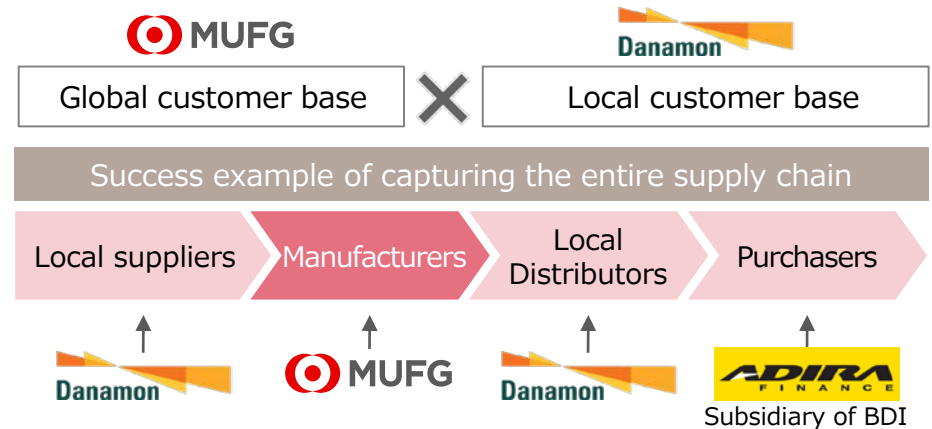 MUFG
Danamon
Global customer base
Local customer base
Success example of capturing the entire supply chain
Local suppliers
Manufacturers
Local
Distributors
Purchasers
Danamon
MUFG
Danamon
ADIRA
FINANCE
Subsidiary of BDI